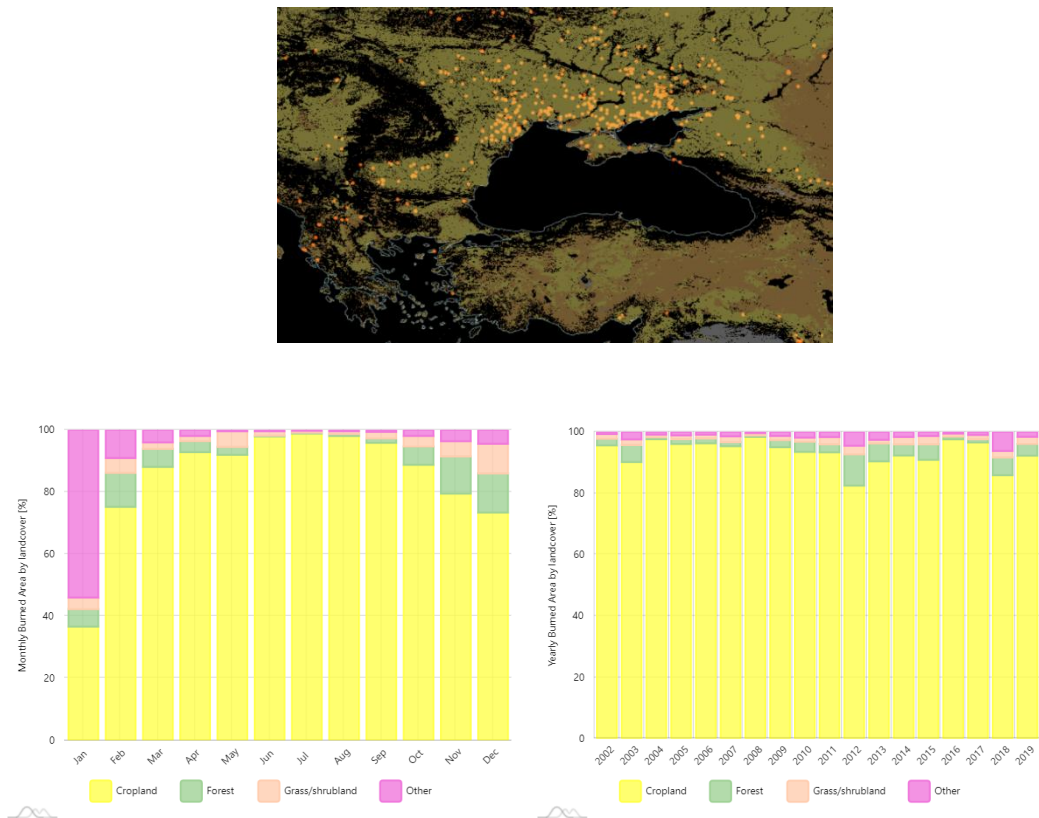 Monthly Burned Area by landcover [%]
100
80
60
40
20
0
Jan Feb Mar Apr May Jun Jul Aug Sep Oct Nov Dec
Cropland Forest Grass/shrubland Other
Yearly Burned Area by landcover [%]
100
80
60
40
20
0
2002 2003 2004 2005 2006 2007 2008 2009 2010 2011 2012 2013 2014 2015 2016 2017 2018 2019
Cropland Forest Grass/shrubland Other